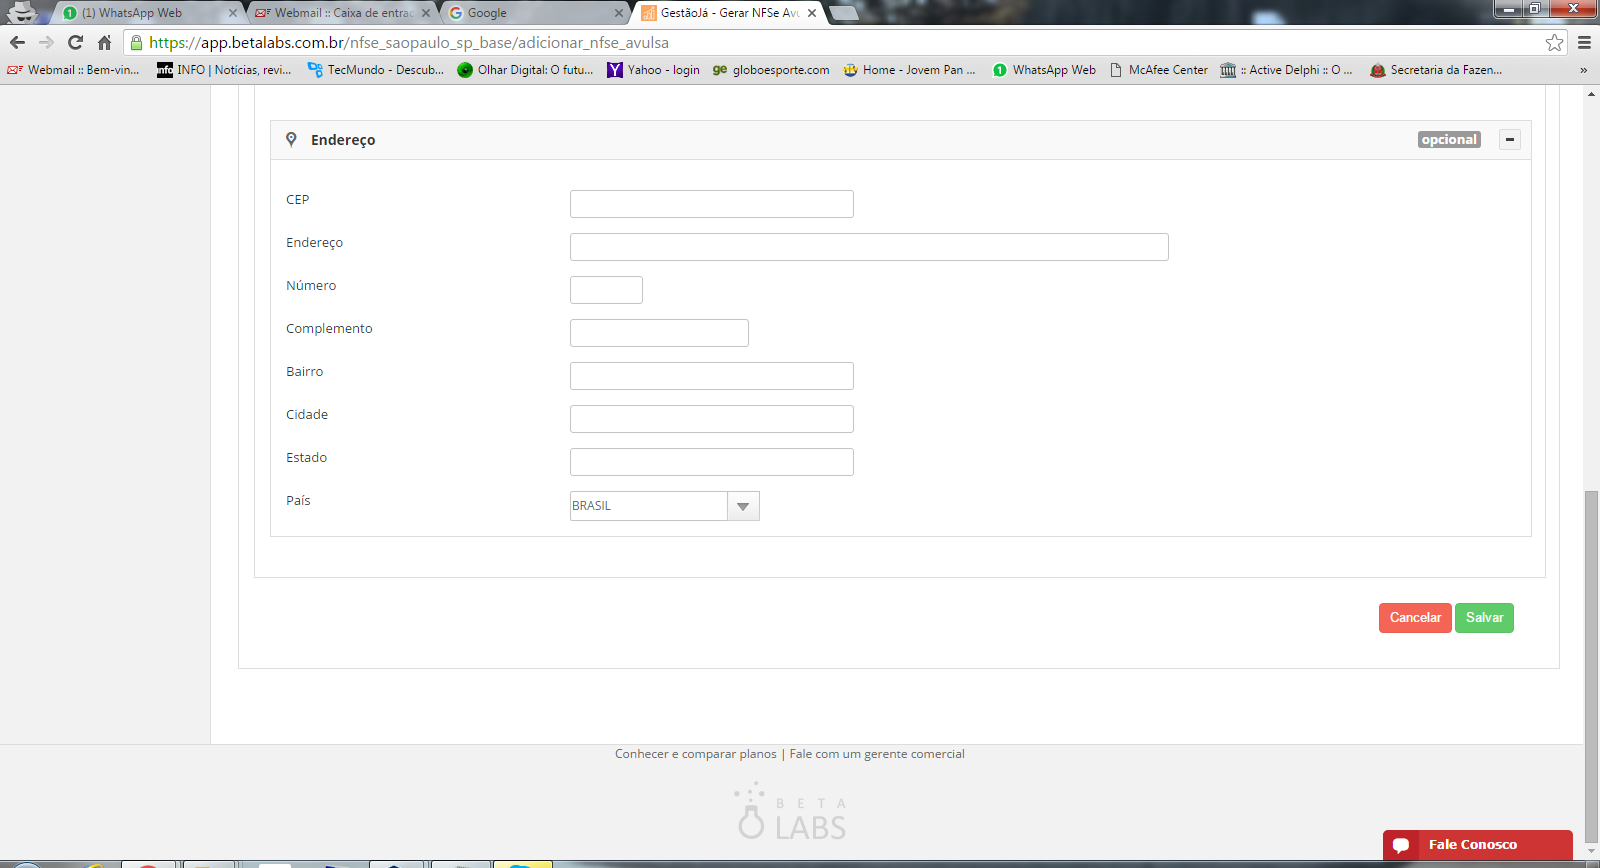 (1) WhatsApp Web
Webmail :: Caixa de entrac
Google
GestãoJá - Gerar NFSe Avu
https://app.betalabs.com.br/nfse_saopaulo_sp_base/adicionar_nfse_avulsa
Webmail :: Bem-vin...
info INFO | Notícias, revi...
TecMundo - Descub...
Olhar Digital: O futu...
Yahoo - login
ge globoesporte.com
Home - Jovem Pan ...
WhatsApp Web
McAfee Center
:: Active Delphi :: O ...
Secretaria da Fazen...
»
Endereço
opcional
CEP
Endereço
Número
Complemento
Bairro
Cidade
Estado
País
BRASIL
Cancelar
Salvar
Conhecer e comparar planos | Fale com um gerente comercial
BETA
LABS
Fale Conosco